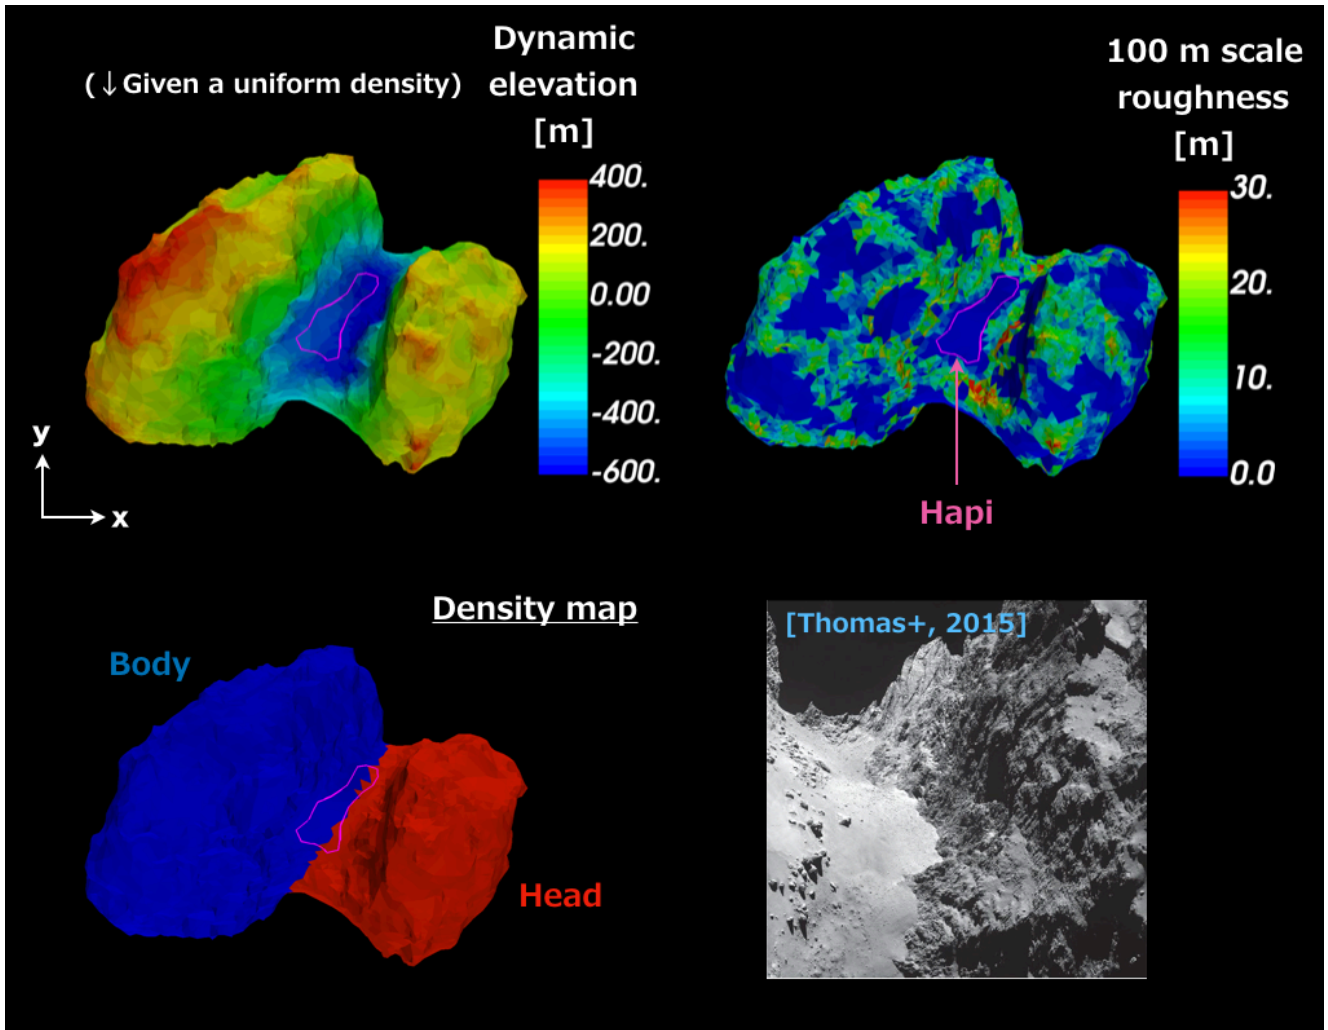 Dynamic
elevation
[m]
(↓Given a uniform density)
400.
200.
0.00
-200.
-400.
-600.
y
x
100 m scale
roughness
[m]
30.
20.
10.
0.0
Hapi
Density map
Body
Head
[Thomas+, 2015]